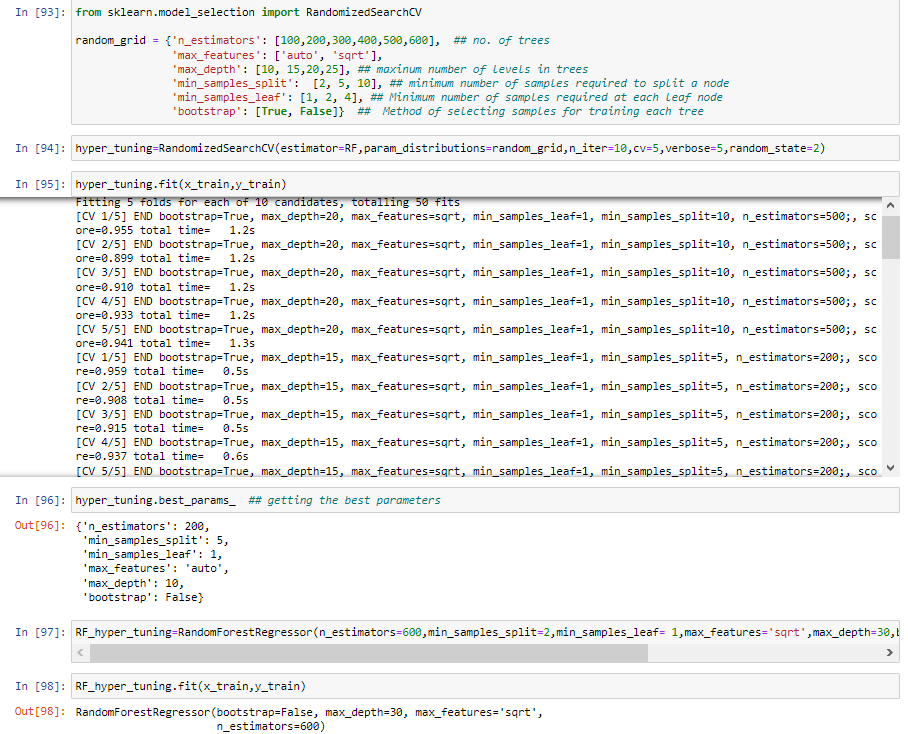 In [93]: from sklearn.model_selection import RandomizedSearchCV
random_grid = {'n_estimators': [100,200,300,400,500,600],  ## no. of trees
'max_features': ['auto', 'sqrt'],
'max_depth': [10, 15,20,25], ## maxinum number of levels in trees
'min_samples_split':  [2, 5, 10], ## minimum number of samples required to split a node
'min_samples_leaf': [1, 2, 4], ## Minimum number of samples required at each leaf node
'bootstrap': [True, False]}  ##  Method of selecting samples for training each tree
In [94]: hyper_tuning=RandomizedSearchCV(estimator=RF,param_distributions=random_grid,n_iter=10,cv=5,verbose=5,random_state=2)
In [95]: hyper_tuning.fit(x_train,y_train)
Fitting 5 folds for each of 10 candidates, totalling 50 fits
[CV 1/5] END bootstrap=True, max_depth=20, max_features=sqrt, min_samples_leaf=1, min_samples_split=10, n_estimators=500;, sc
ore=0.955 total time=   1.2s
[CV 2/5] END bootstrap=True, max_depth=20, max_features=sqrt, min_samples_leaf=1, min_samples_split=10, n_estimators=500;, sc
ore=0.899 total time=   1.2s
[CV 3/5] END bootstrap=True, max_depth=20, max_features=sqrt, min_samples_leaf=1, min_samples_split=10, n_estimators=500;, sc
ore=0.910 total time=   1.2s
[CV 4/5] END bootstrap=True, max_depth=20, max_features=sqrt, min_samples_leaf=1, min_samples_split=10, n_estimators=500;, sc
ore=0.933 total time=   1.2s
[CV 5/5] END bootstrap=True, max_depth=20, max_features=sqrt, min_samples_leaf=1, min_samples_split=10, n_estimators=500;, sc
ore=0.941 total time=   1.3s
[CV 1/5] END bootstrap=True, max_depth=15, max_features=sqrt, min_samples_leaf=1, min_samples_split=5, n_estimators=200;, sco
re=0.959 total time=   0.5s
[CV 2/5] END bootstrap=True, max_depth=15, max_features=sqrt, min_samples_leaf=1, min_samples_split=5, n_estimators=200;, sco
re=0.908 total time=   0.5s
[CV 3/5] END bootstrap=True, max_depth=15, max_features=sqrt, min_samples_leaf=1, min_samples_split=5, n_estimators=200;, sco
re=0.915 total time=   0.5s
[CV 4/5] END bootstrap=True, max_depth=15, max_features=sqrt, min_samples_leaf=1, min_samples_split=5, n_estimators=200;, sco
re=0.937 total time=   0.6s
[CV 5/5] END bootstrap=True, max_depth=15, max_features=sqrt, min_samples_leaf=1, min_samples_split=5, n_estimators=200;, sco
In [96]: hyper_tuning.best_params_  ## getting the best parameters
Out[96]: {'n_estimators': 200,
'min_samples_split': 5,
'min_samples_leaf': 1,
'max_features': 'auto',
'max_depth': 10,
'bootstrap': False}
In [97]: RF_hyper_tuning=RandomForestRegressor(n_estimators=600,min_samples_split=2,min_samples_leaf= 1,max_features='sqrt',max_depth=30,
In [98]: RF_hyper_tuning.fit(x_train,y_train)
Out[98]: RandomForestRegressor(bootstrap=False, max_depth=30, max_features='sqrt',
n_estimators=600)